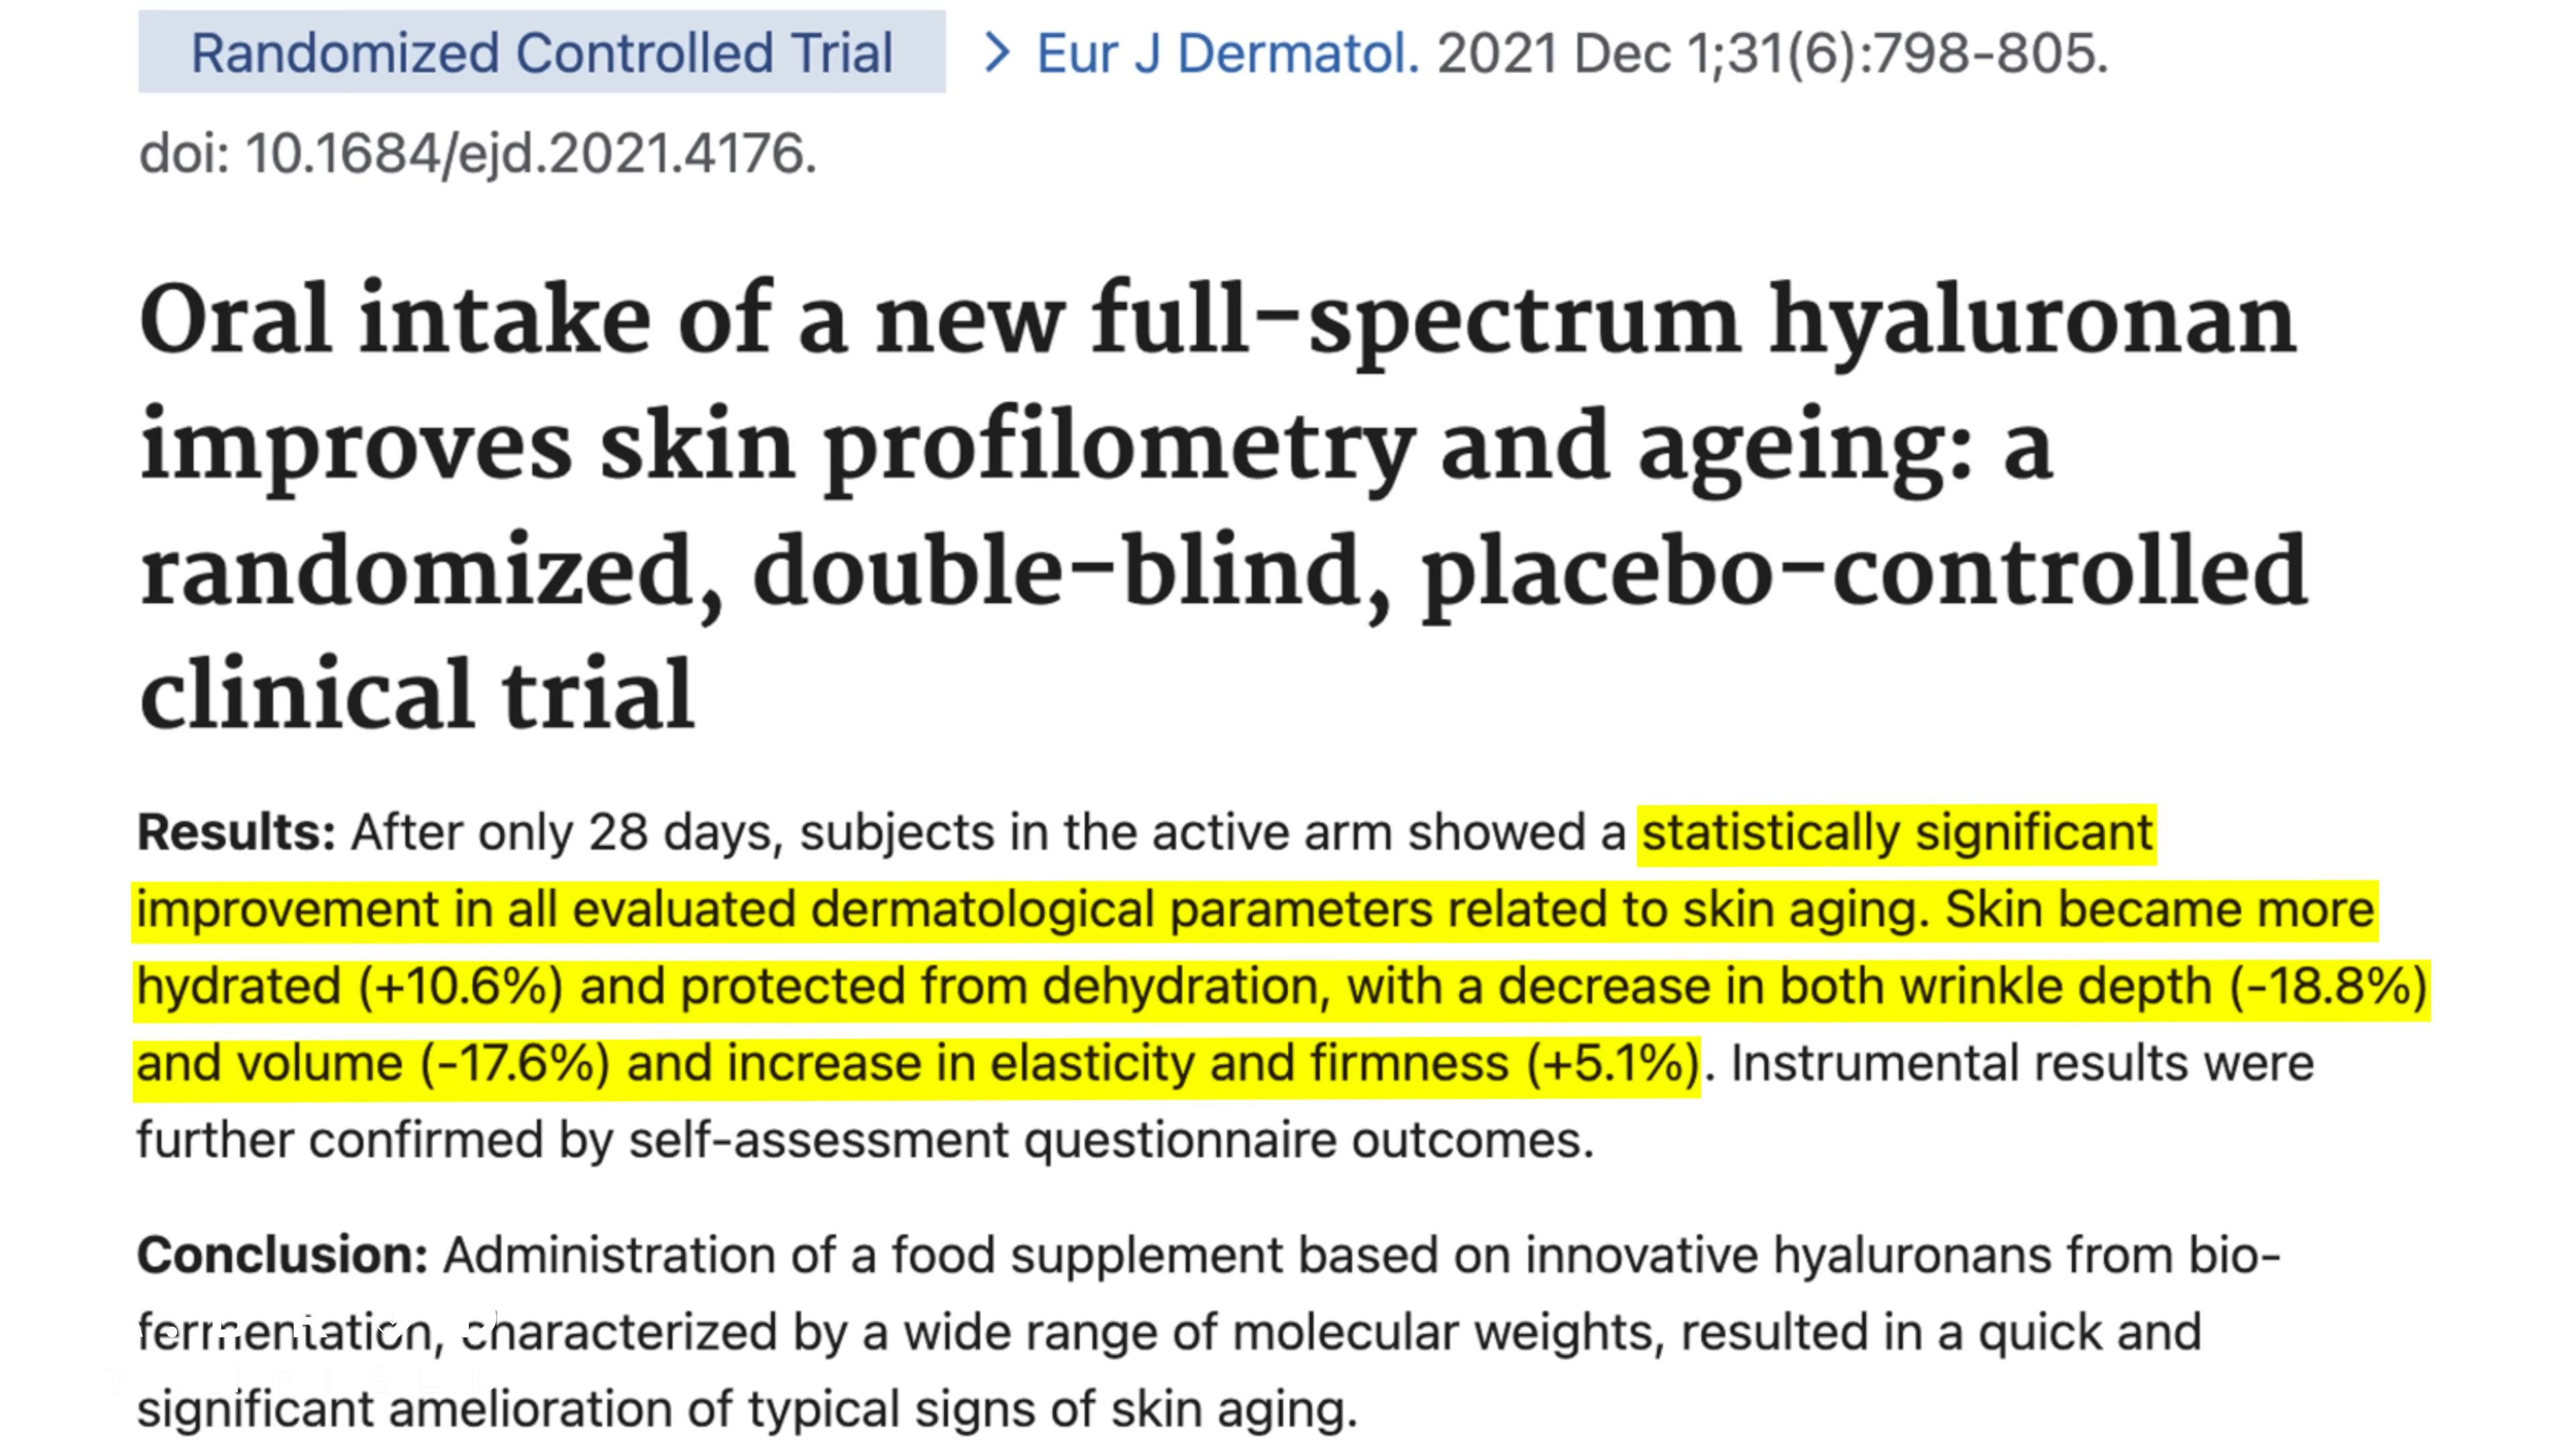 Randomized Controlled Trial > Eur J Dermatol. 2021 Dec 1;31(6):798-805.
doi: 10.1684/ejd.2021.4176.
Oral intake of a new full-spectrum hyaluronan
improves skin profilometry and ageing: a
randomized, double-blind, placebo-controlled
clinical trial
Results: After only 28 days, subjects in the active arm showed a statistically significant
improvement in all evaluated dermatological parameters related to skin aging. Skin became more
hydrated (+10.6%) and protected from dehydration, with a decrease in both wrinkle depth (-18.8%)
and volume (-17.6%) and increase in elasticity and firmness (+5.1%). Instrumental results were
further confirmed by self-assessment questionnaire outcomes.
Conclusion: Administration of a food supplement based on innovative hyaluronans from bio-
fermentation, characterized by a wide range of molecular weights, resulted in a quick and
significant amelioration of typical signs of skin aging.